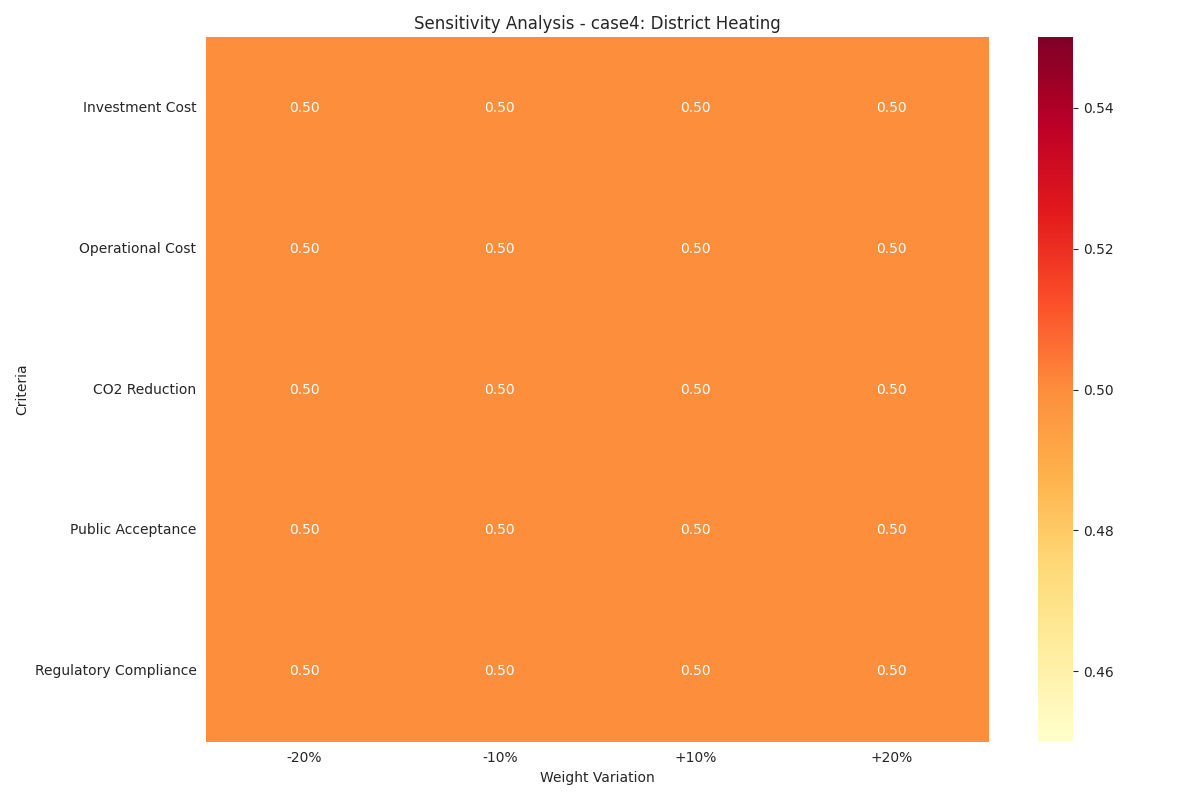 Sensitivity Analysis - case4: District Heating
Criteria
Investment Cost 0.50 0.50 0.50 0.50
Operational Cost 0.50 0.50 0.50 0.50
CO2 Reduction 0.50 0.50 0.50 0.50
Public Acceptance 0.50 0.50 0.50 0.50
Regulatory Compliance 0.50 0.50 0.50 0.50
-20% -10% +10% +20%
Weight Variation
0.54
0.52
0.50
0.48
0.46